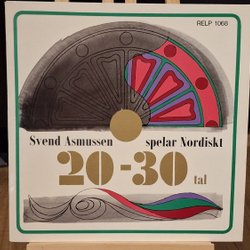 RELP 1068
Svend Asmussen spelar Nordiskt
20-30
tal